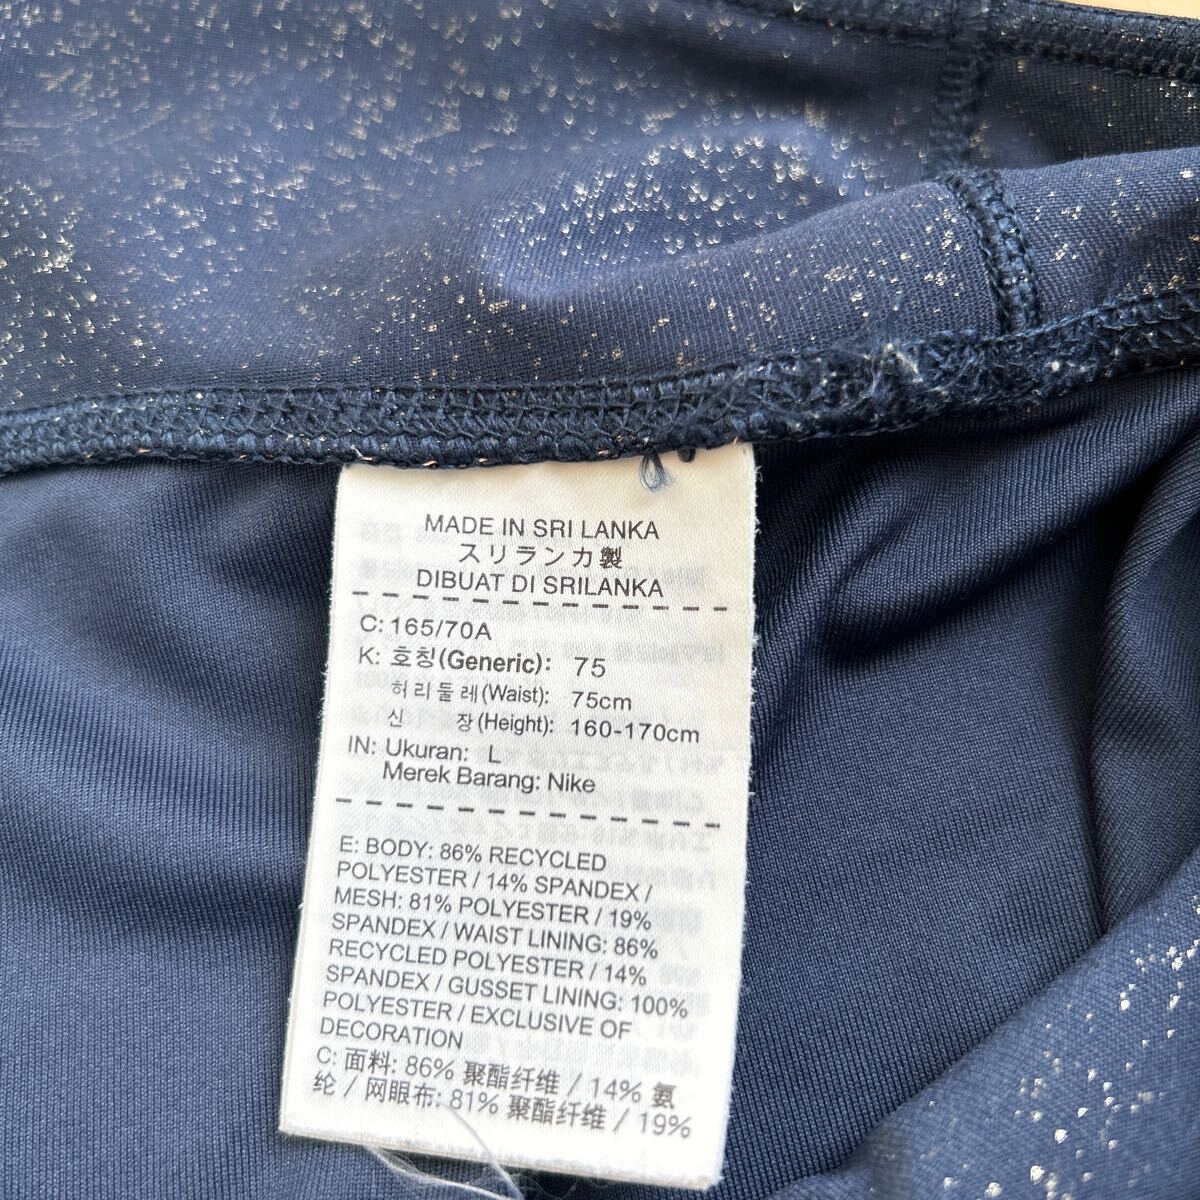 MADE IN SRI LANKA
スリランカ製
DIBUAT DI SRILANKA
C: 165/70A
K: 호칭(Generic): 75
허리둘레(Waist): 75cm
신 장(Height): 160-170cm
IN: Ukuran: L
Merek Barang: Nike
E: BODY: 86% RECYCLED
POLYESTER / 14% SPANDEX /
MESH: 81% POLYESTER / 19%
SPANDEX / WAIST LINING: 86%
RECYCLED POLYESTER / 14%
SPANDEX / GUSSET LINING: 100%
POLYESTER / EXCLUSIVE OF
DECORATION
C: 面料: 86% 聚酯纤维 / 14% 氨
纶 / 网眼布: 81% 聚酯纤维 / 19%